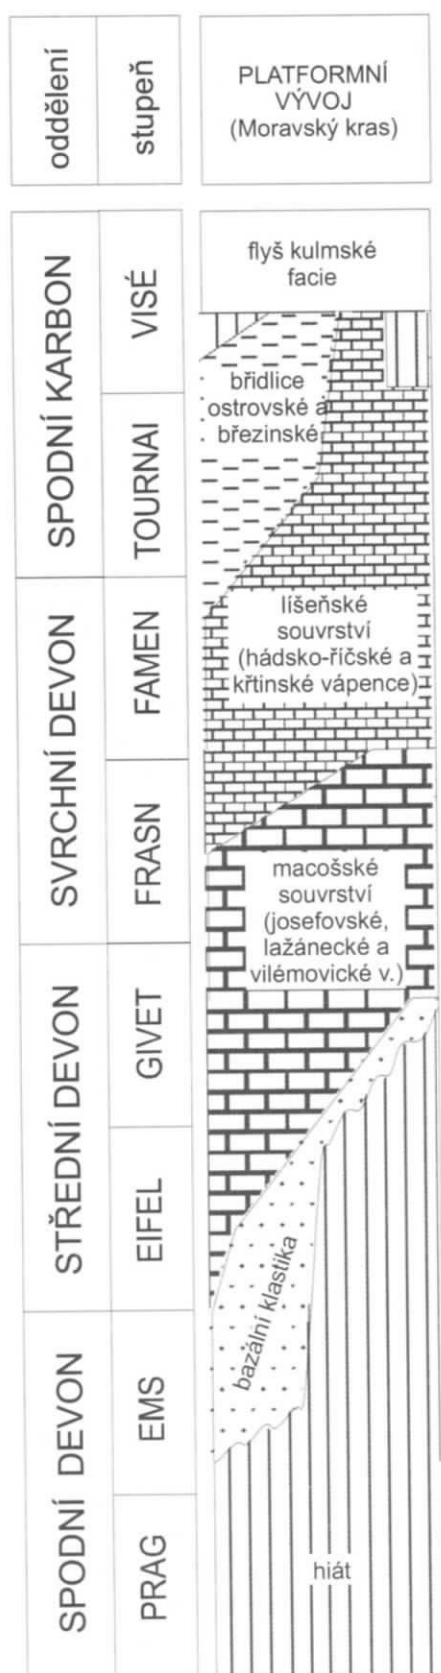 oddělení
stupeň
PLATFORMNÍ
VÝVOJ
(Moravský kras)
SPODNÍ KARBON
VISÉ
TOURNAI
flyš kulmské
facie
břidlice
ostrovské a
březinské
SVRCHNÍ DEVON
FAMEN
FRASN
líšeňské
souvrství
(hádsko-říčské a
křtinské vápence)
macošské
souvrství
(josefovské,
lažánecké a
vilémovické v.)
STŘEDNÍ DEVON
GIVET
EIFEL
bazální klastika
SPODNÍ DEVON
EMS
PRAG
hiát